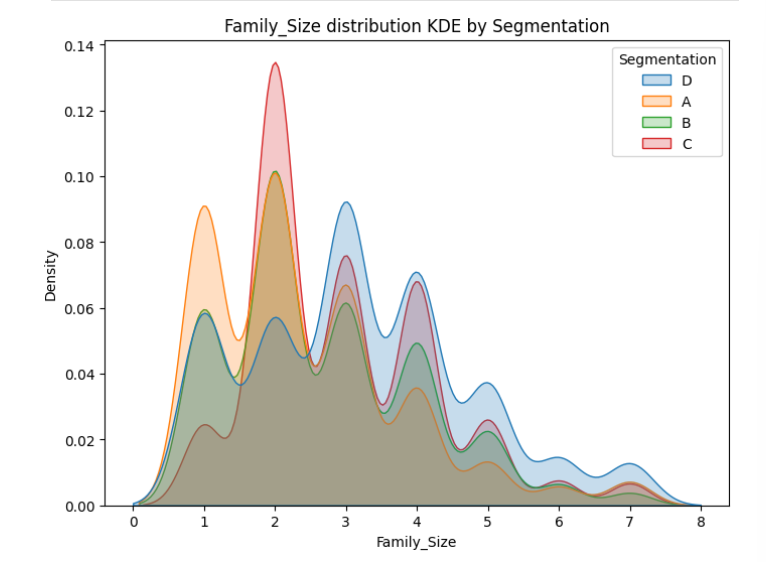 Family_Size distribution KDE by Segmentation
0.14
0.12
0.10
0.08
0.06
0.04
0.02
0.00
Density
Segmentation
D
A
B
C
0 1 2 3 4 5 6 7 8
Family_Size